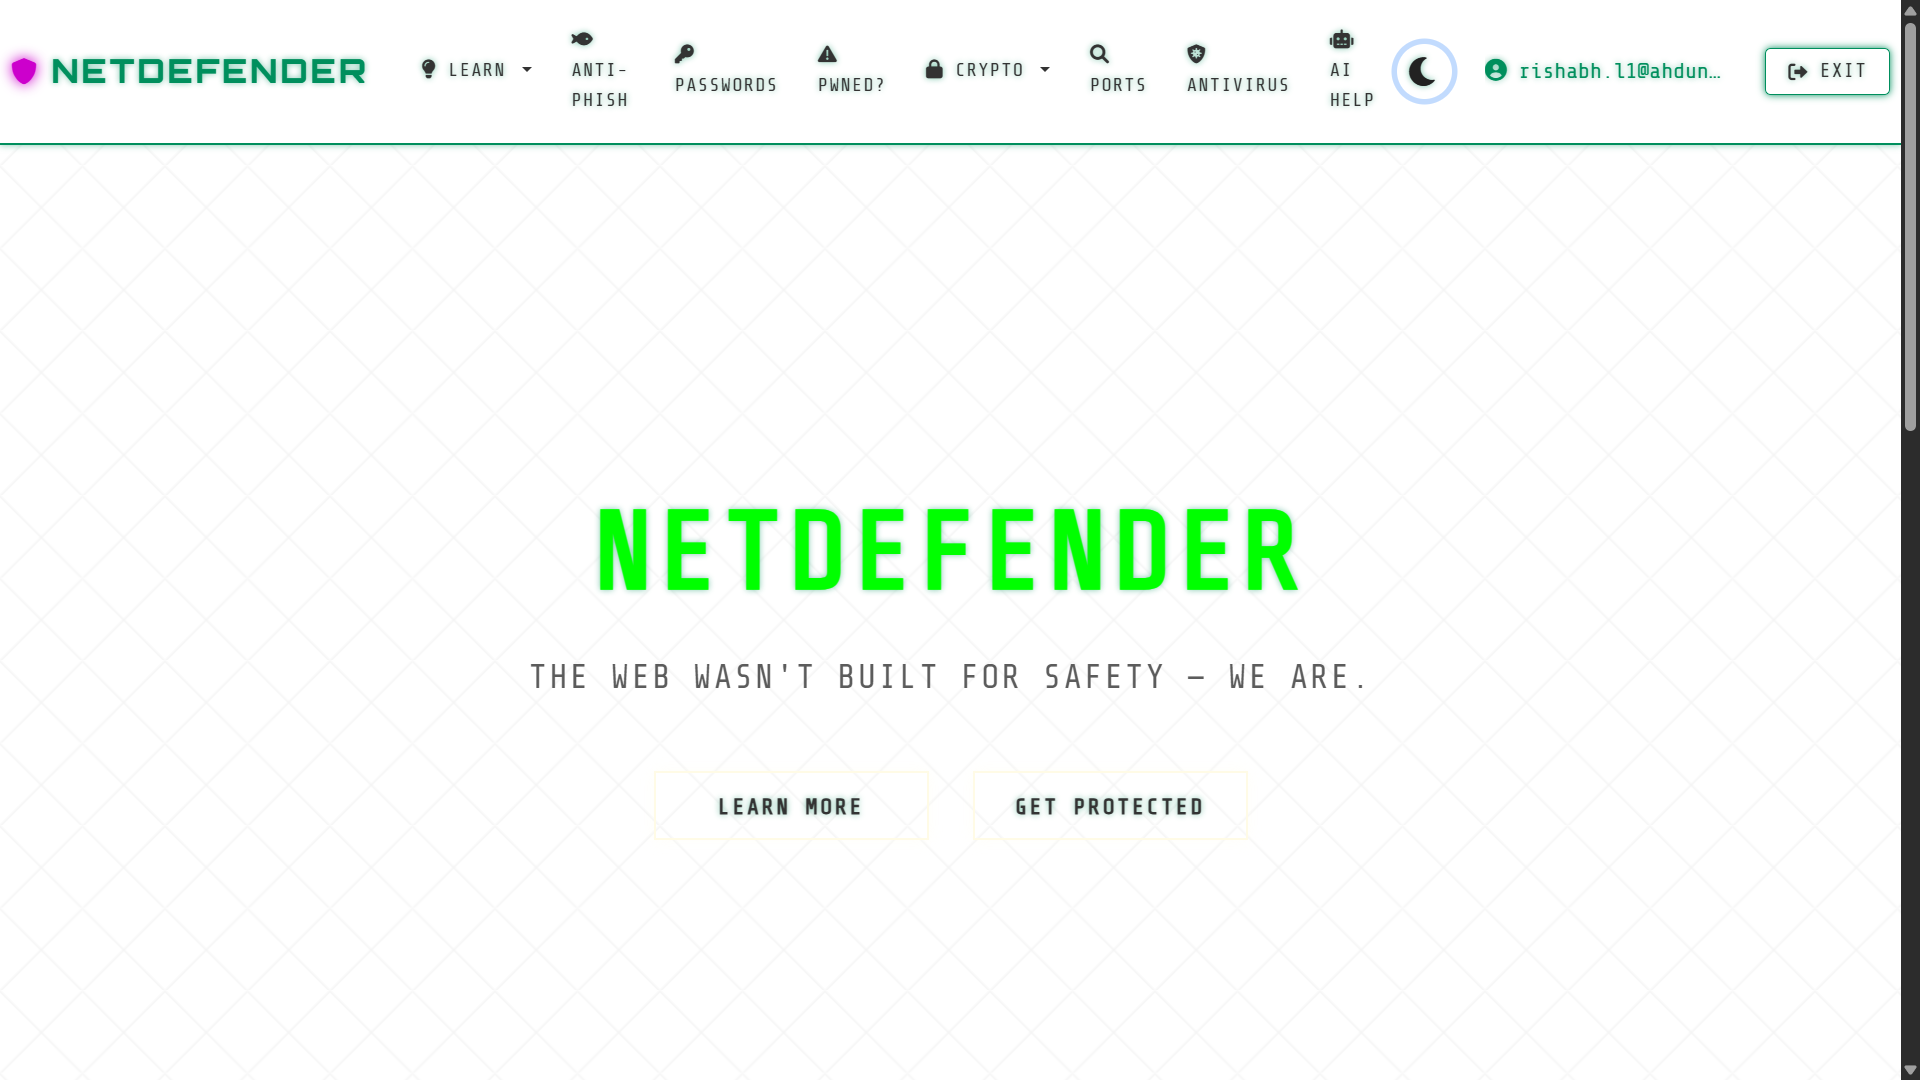 NETDEFENDER
LEARN
ANTI-
PHISH
PASSWORDS
PWNED?
CRYPTO
PORTS
ANTIVIRUS
AI
HELP
rishabh.l1@ahdun…
EXIT
NETDEFENDER
THE WEB WASN'T BUILT FOR SAFETY — WE ARE.
LEARN MORE
GET PROTECTED